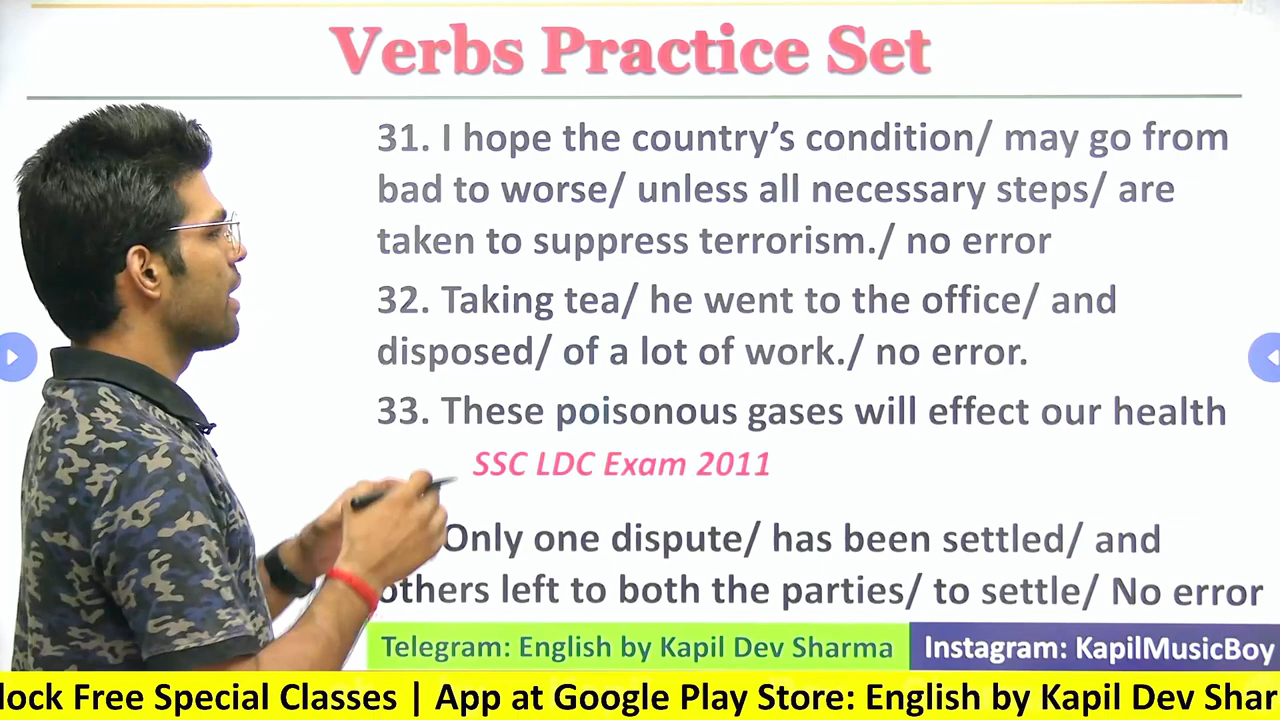 Verbs Practice Set
31. I hope the country’s condition/ may go from
bad to worse/ unless all necessary steps/ are
taken to suppress terrorism./ no error
32. Taking tea/ he went to the office/ and
disposed/ of a lot of work./ no error.
33. These poisonous gases will effect our health
SSC LDC Exam 2011
Only one dispute/ has been settled/ and
others left to both the parties/ to settle/ No error
Telegram: English by Kapil Dev Sharma
Instagram: KapilMusicBoy
lock Free Special Classes | App at Google Play Store: English by Kapil Dev Shar